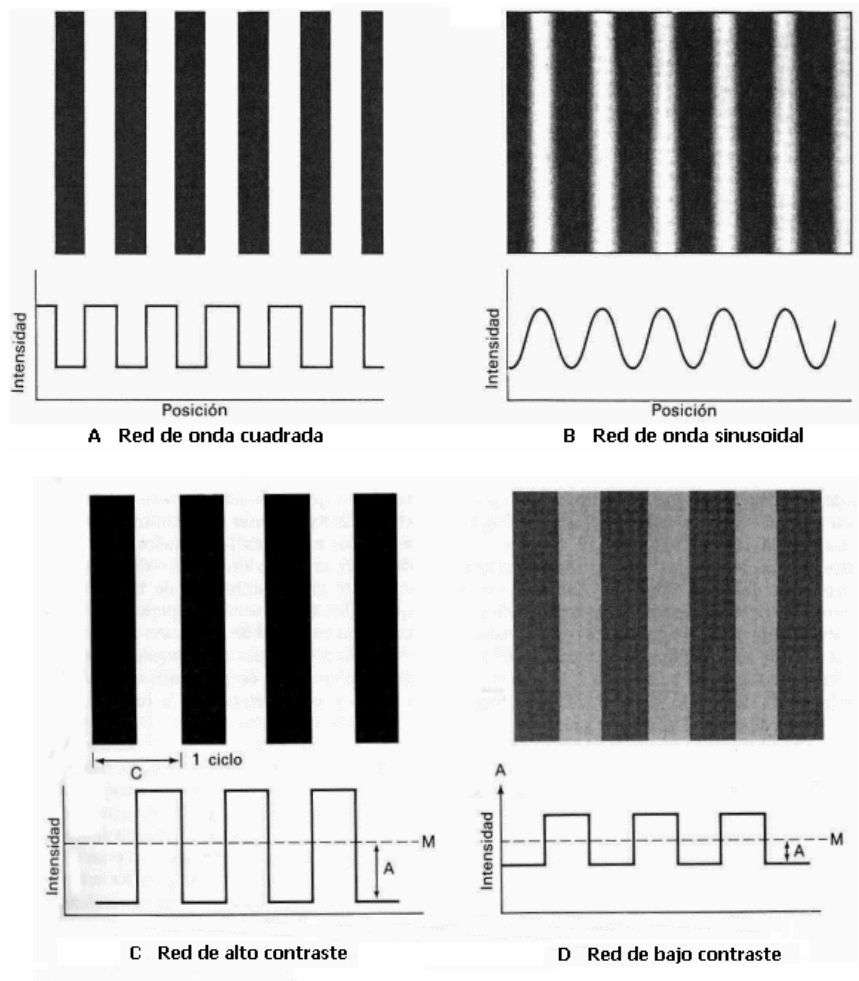 Intensidad
Posición
A Red de onda cuadrada
Intensidad
Posición
B Red de onda sinusoidal
C
1 ciclo
Intensidad
M
A
C Red de alto contraste
A
Intensidad
M
A
D Red de bajo contraste